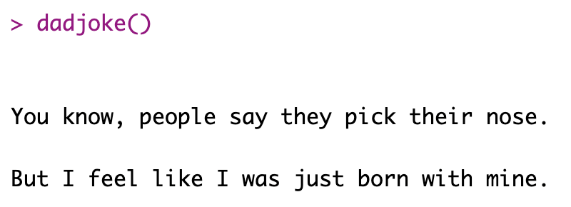 > dadjoke()
You know, people say they pick their nose.
But I feel like I was just born with mine.